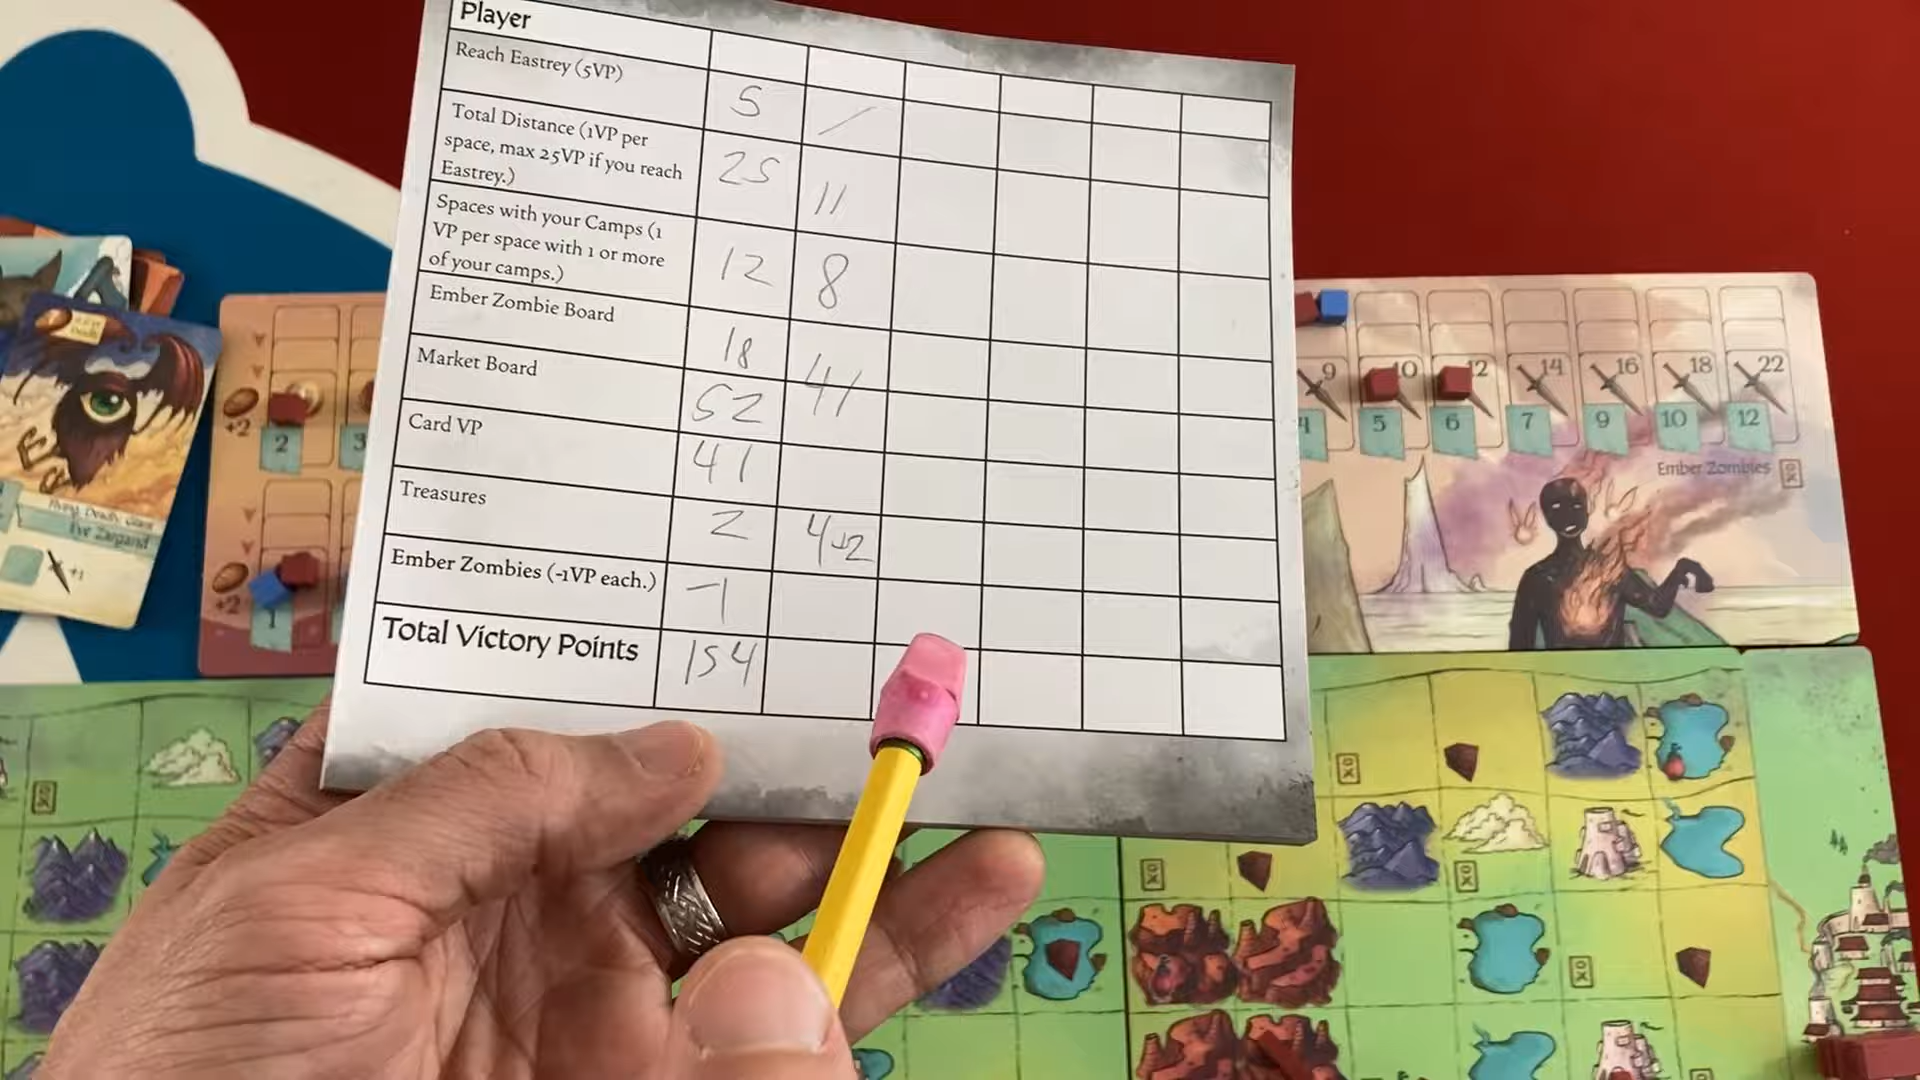 Player
Reach Eastrey (5VP)
5 /
Total Distance (1VP per
space, max 25VP if you reach
Eastrey.)
25 11
Spaces with your Camps (1
VP per space with 1 or more
of your camps.)
12 8
Ember Zombie Board
18 41
Market Board
52
Card VP
41
Treasures
2 4+2
Ember Zombies (-1VP each.)
-1
Total Victory Points
154
+2
2 3
+2
1
9 10 12 14 16 18 22
4 5 6 7 9 10 12
Ember Zombies
+1